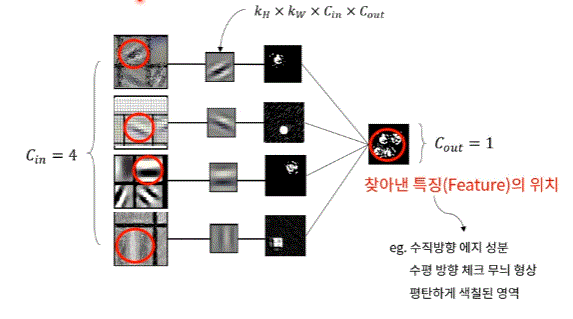 k_H × k_W × C_in × C_out
C_in = 4
C_out = 1
찾아낸 특징(Feature)의 위치
eg. 수직방향 에지 성분
수평 방향 체크 무늬 형상
평탄하게 색칠된 영역